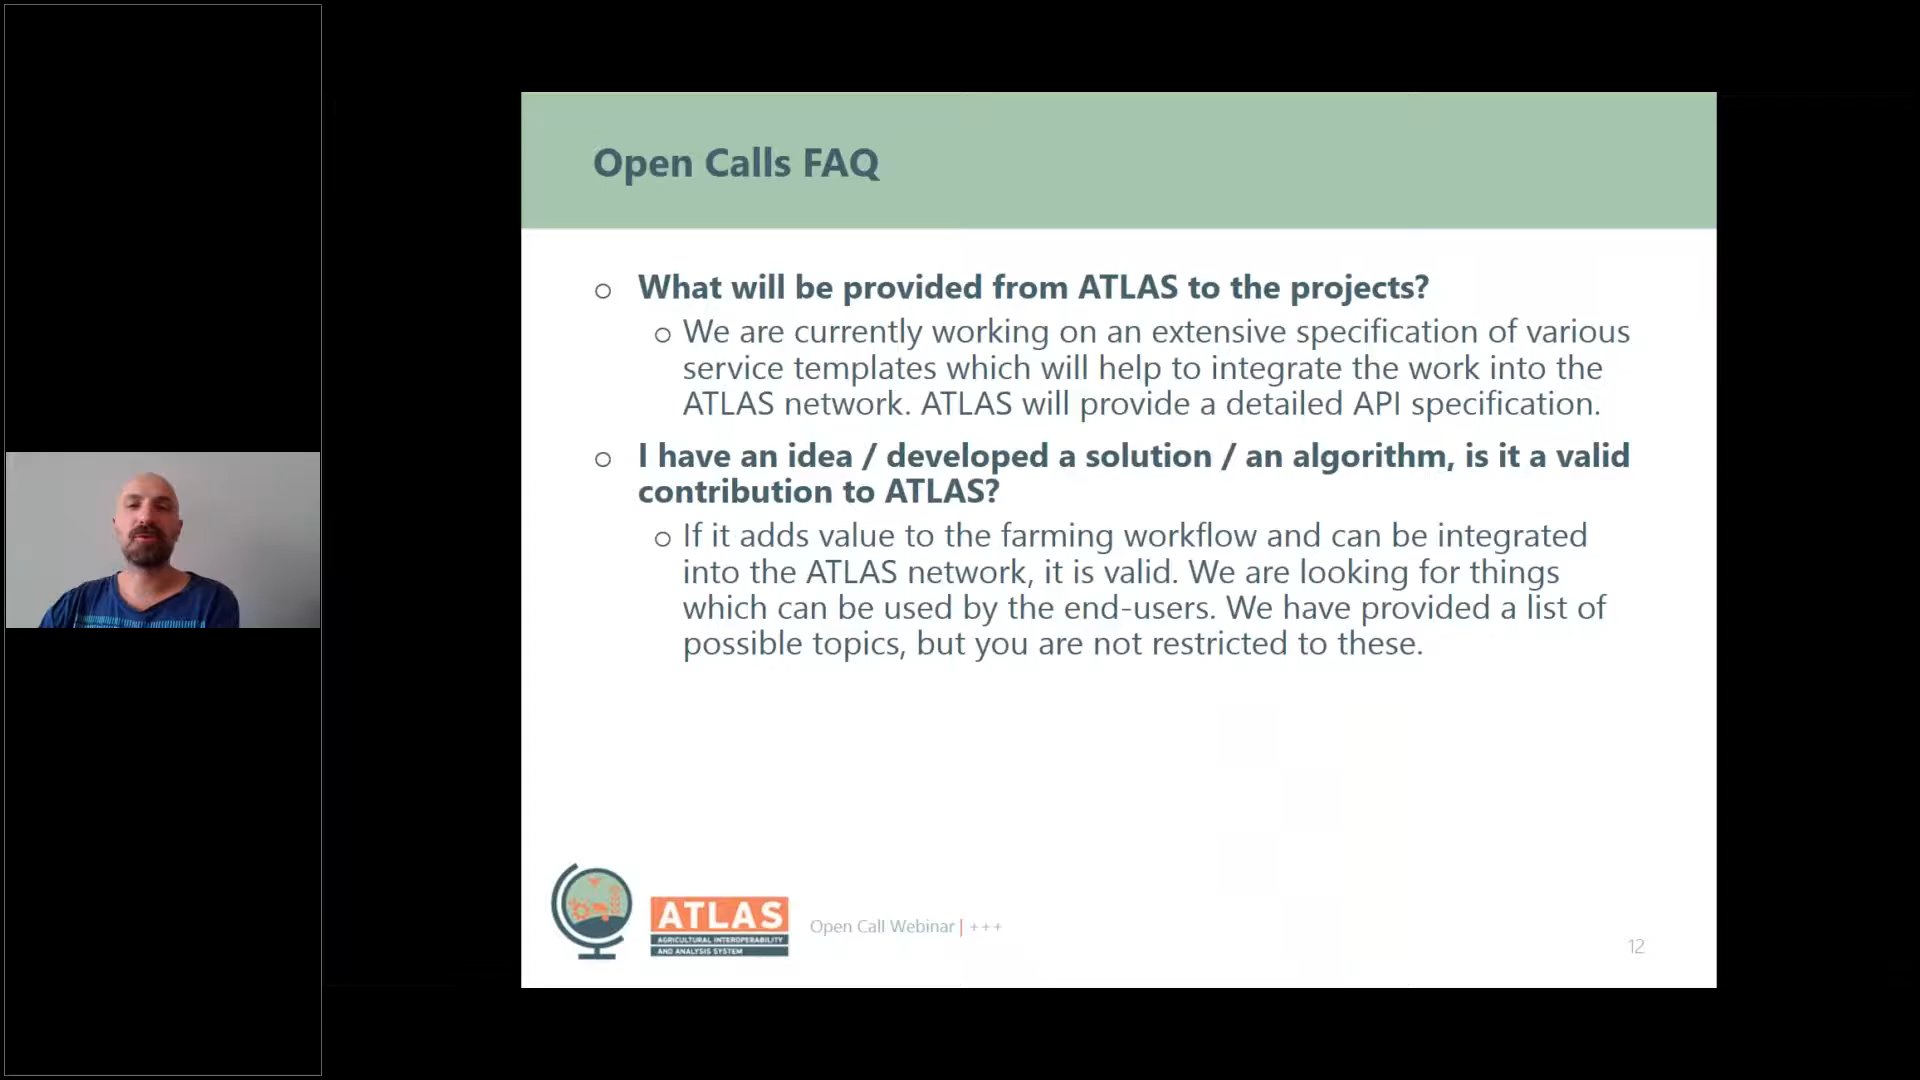 Open Calls FAQ
What will be provided from ATLAS to the projects?
We are currently working on an extensive specification of various
service templates which will help to integrate the work into the
ATLAS network. ATLAS will provide a detailed API specification.
I have an idea / developed a solution / an algorithm, is it a valid
contribution to ATLAS?
If it adds value to the farming workflow and can be integrated
into the ATLAS network, it is valid. We are looking for things
which can be used by the end-users. We have provided a list of
possible topics, but you are not restricted to these.
ATLAS
AGRICULTURAL INTEROPERABILITY
AND ANALYSIS SYSTEM
Open Call Webinar | +++
12